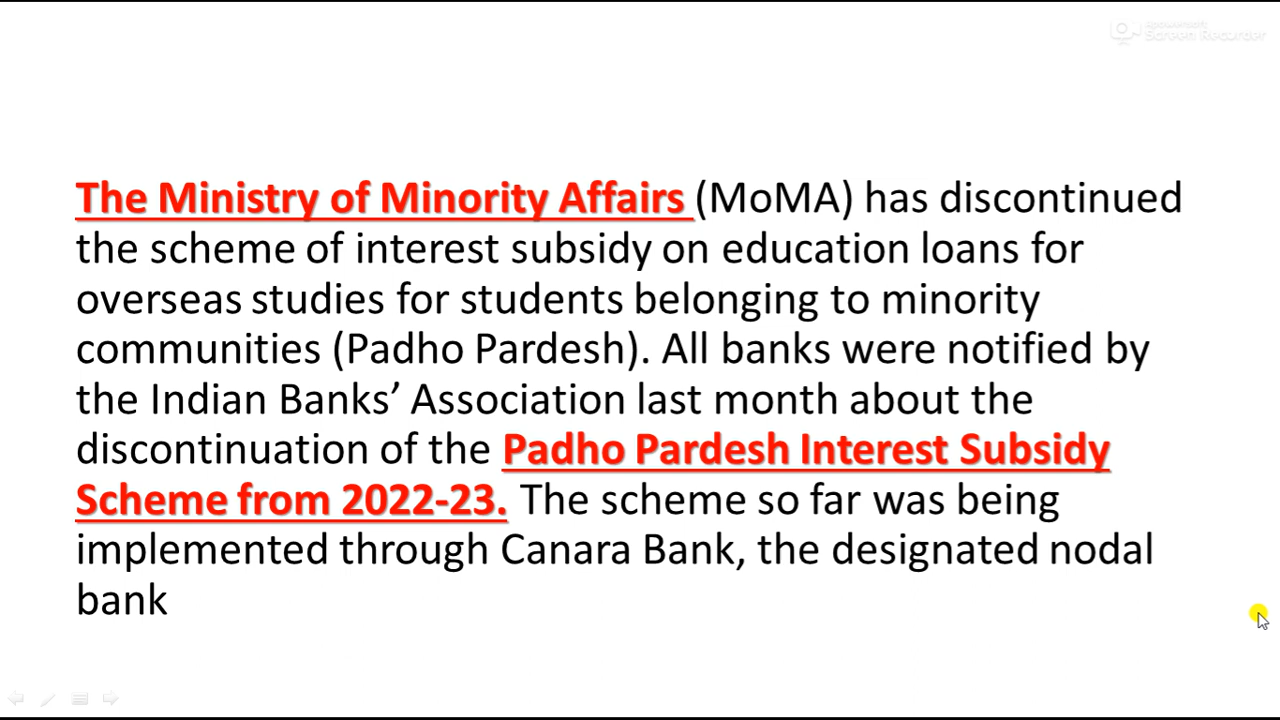 Apowersoft
Screen Recorder
The Ministry of Minority Affairs (MoMA) has discontinued
the scheme of interest subsidy on education loans for
overseas studies for students belonging to minority
communities (Padho Pardesh). All banks were notified by
the Indian Banks’ Association last month about the
discontinuation of the Padho Pardesh Interest Subsidy
Scheme from 2022-23. The scheme so far was being
implemented through Canara Bank, the designated nodal
bank